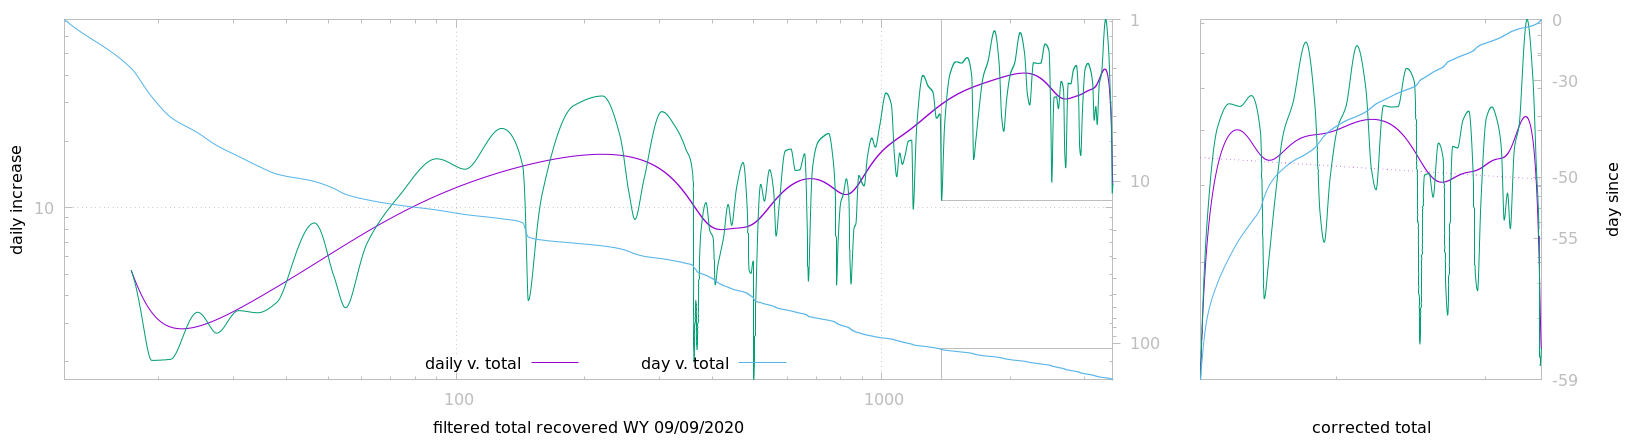 daily increase
10
100
1000
filtered total recovered WY 09/09/2020
daily v. total
day v. total
1
10
100
0
-30
-50
-55
-59
day since
corrected total